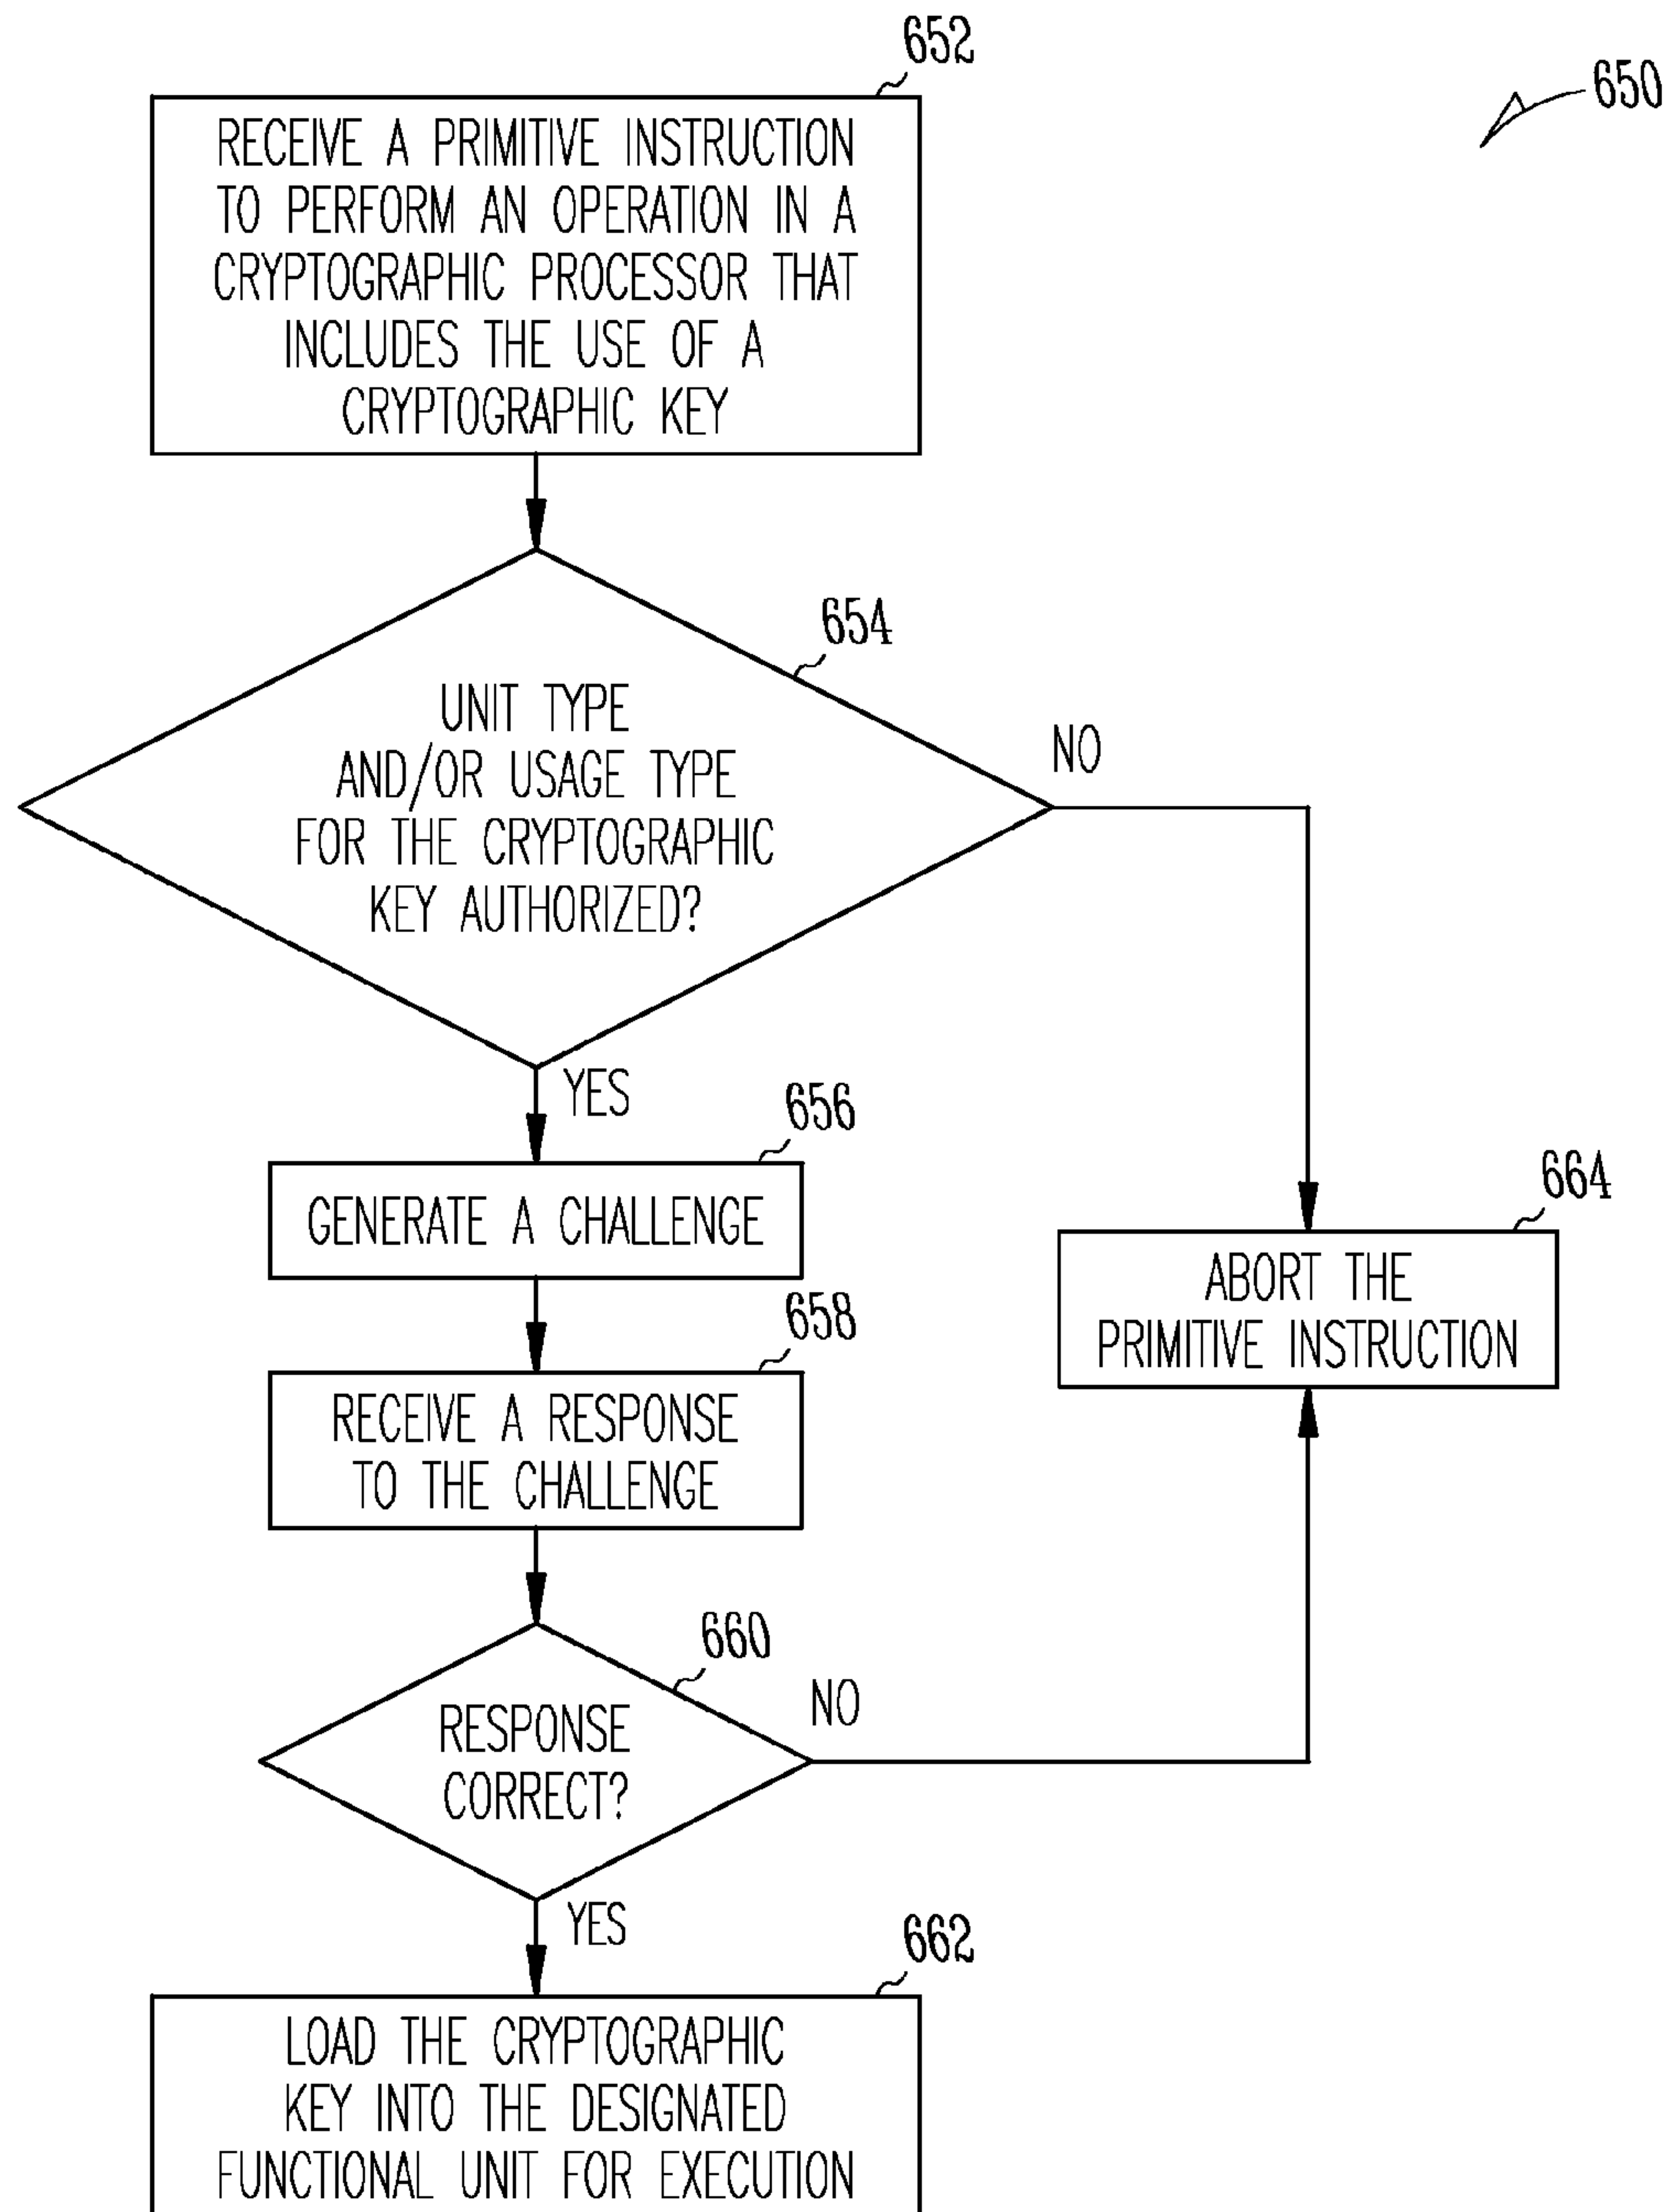 652
650
RECEIVE A PRIMITIVE INSTRUCTION
TO PERFORM AN OPERATION IN A
CRYPTOGRAPHIC PROCESSOR THAT
INCLUDES THE USE OF A
CRYPTOGRAPHIC KEY
654
UNIT TYPE
AND/OR USAGE TYPE
FOR THE CRYPTOGRAPHIC
KEY AUTHORIZED?
NO
YES
656
GENERATE A CHALLENGE
664
ABORT THE
PRIMITIVE INSTRUCTION
658
RECEIVE A RESPONSE
TO THE CHALLENGE
660
RESPONSE
CORRECT?
NO
YES
662
LOAD THE CRYPTOGRAPHIC
KEY INTO THE DESIGNATED
FUNCTIONAL UNIT FOR EXECUTION